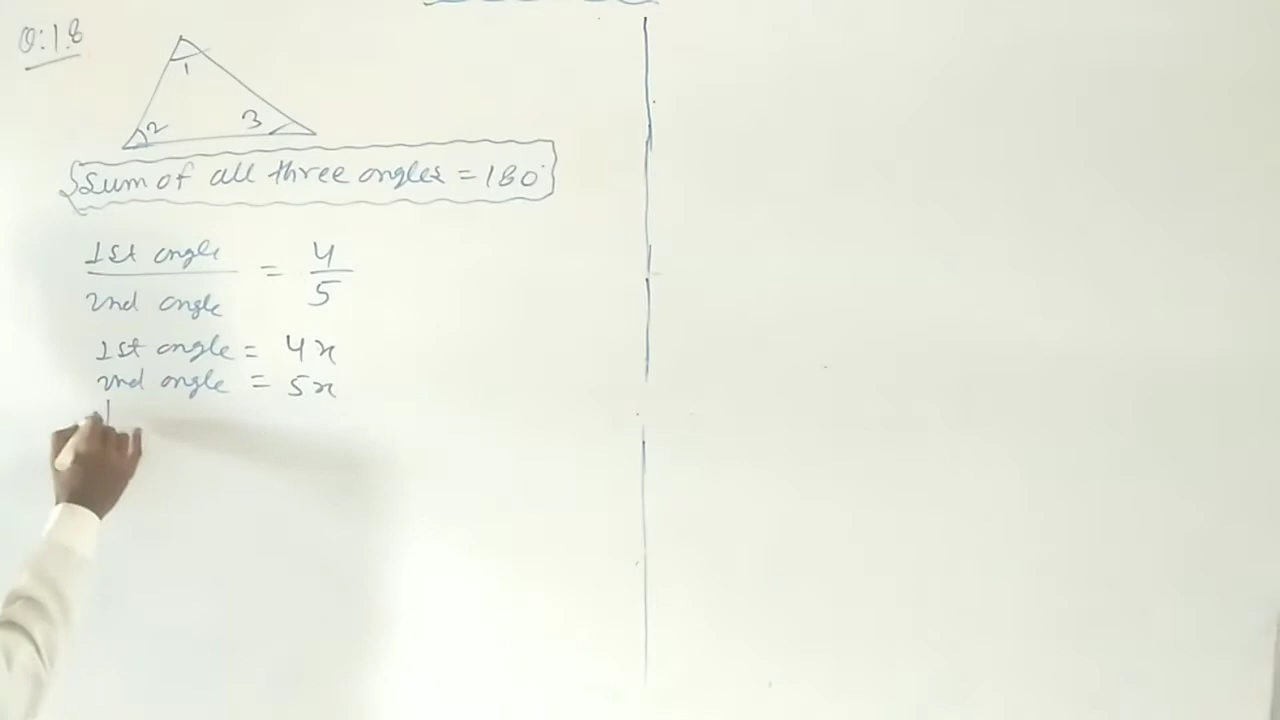 Q:18
1
2 3
Sum of all three angles = 180°
1st angle / 2nd angle = 4/5
1st angle = 4x
2nd angle = 5x